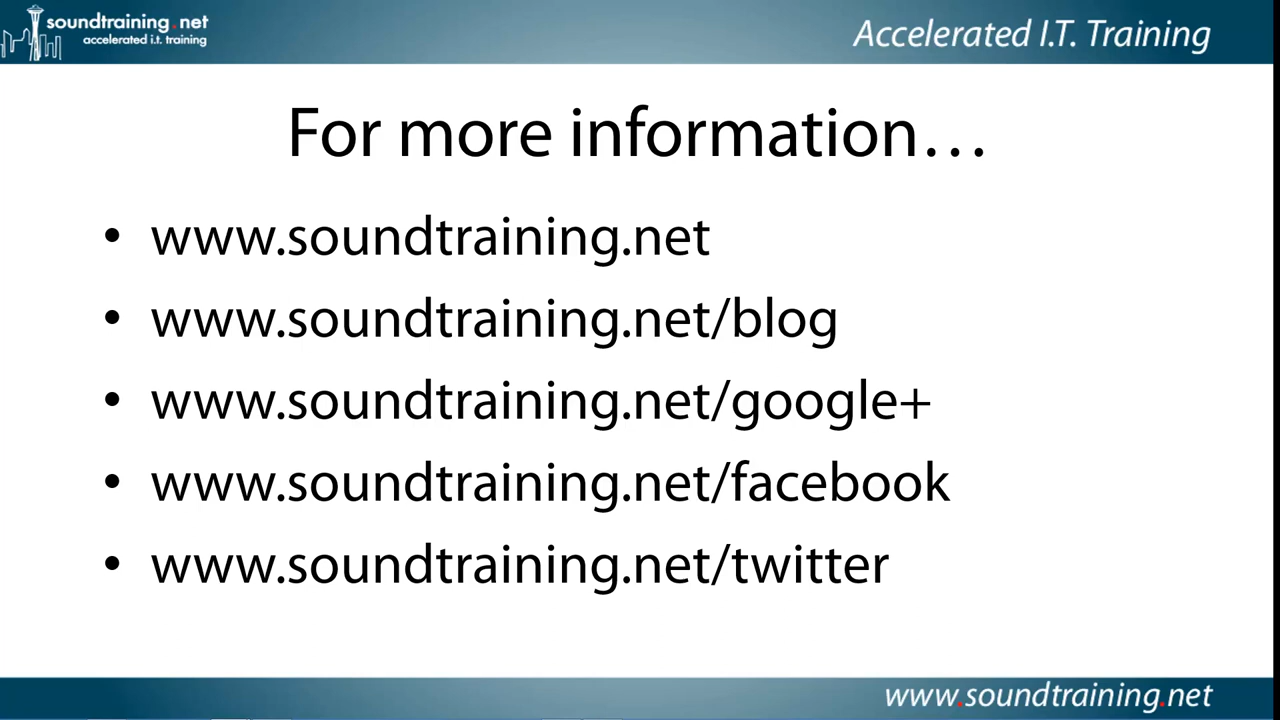 soundtraining.net
accelerated i.t. training
Accelerated I.T. Training
For more information…
• www.soundtraining.net
• www.soundtraining.net/blog
• www.soundtraining.net/google+
• www.soundtraining.net/facebook
• www.soundtraining.net/twitter
www.soundtraining.net